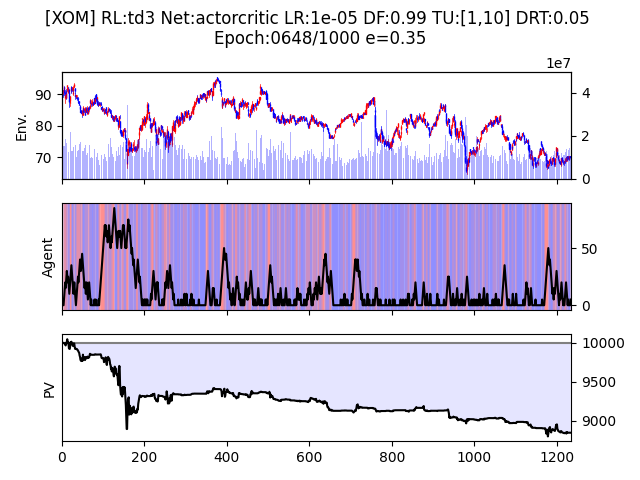 [XOM] RL:td3 Net:actorcritic LR:1e-05 DF:0.99 TU:[1,10] DRT:0.05
Epoch:0648/1000 e=0.35
1e7
Env.
90
80
70
4
2
0
Agent
50
0
PV
10000
9500
9000
0 200 400 600 800 1000 1200